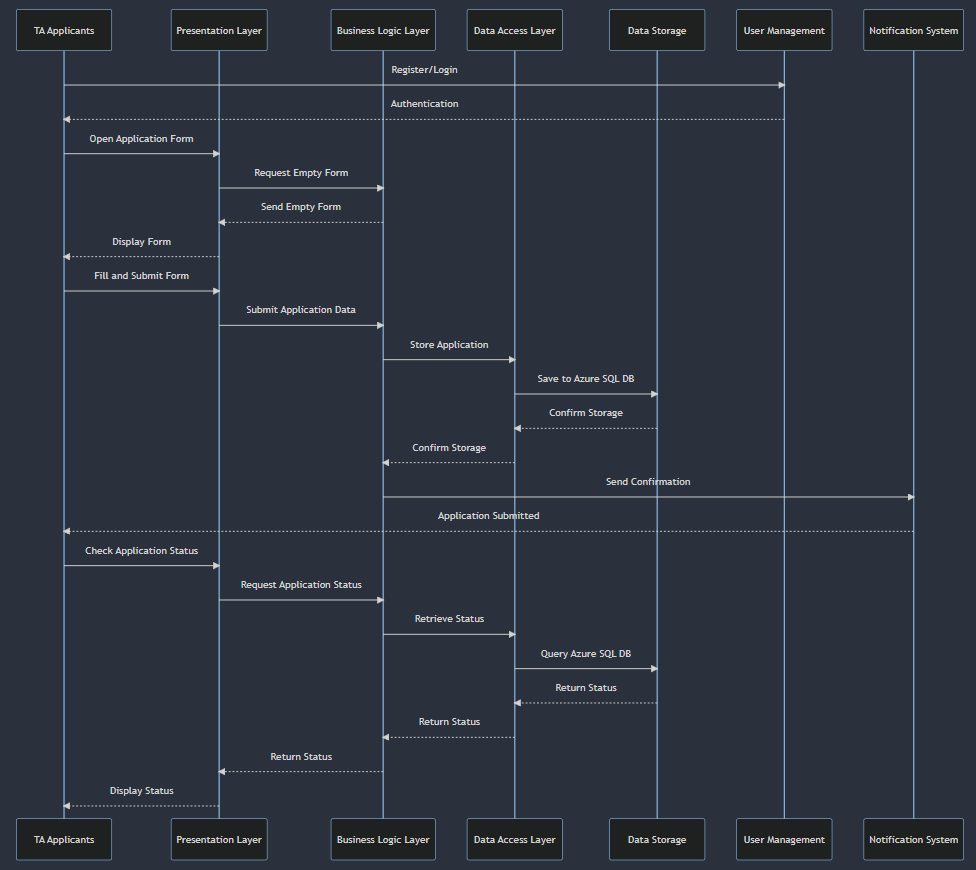 TA Applicants
Presentation Layer
Business Logic Layer
Data Access Layer
Data Storage
User Management
Notification System
Register/Login
Authentication
Open Application Form
Request Empty Form
Send Empty Form
Display Form
Fill and Submit Form
Submit Application Data
Store Application
Save to Azure SQL DB
Confirm Storage
Confirm Storage
Send Confirmation
Application Submitted
Check Application Status
Request Application Status
Retrieve Status
Query Azure SQL DB
Return Status
Return Status
Return Status
Display Status
TA Applicants
Presentation Layer
Business Logic Layer
Data Access Layer
Data Storage
User Management
Notification System